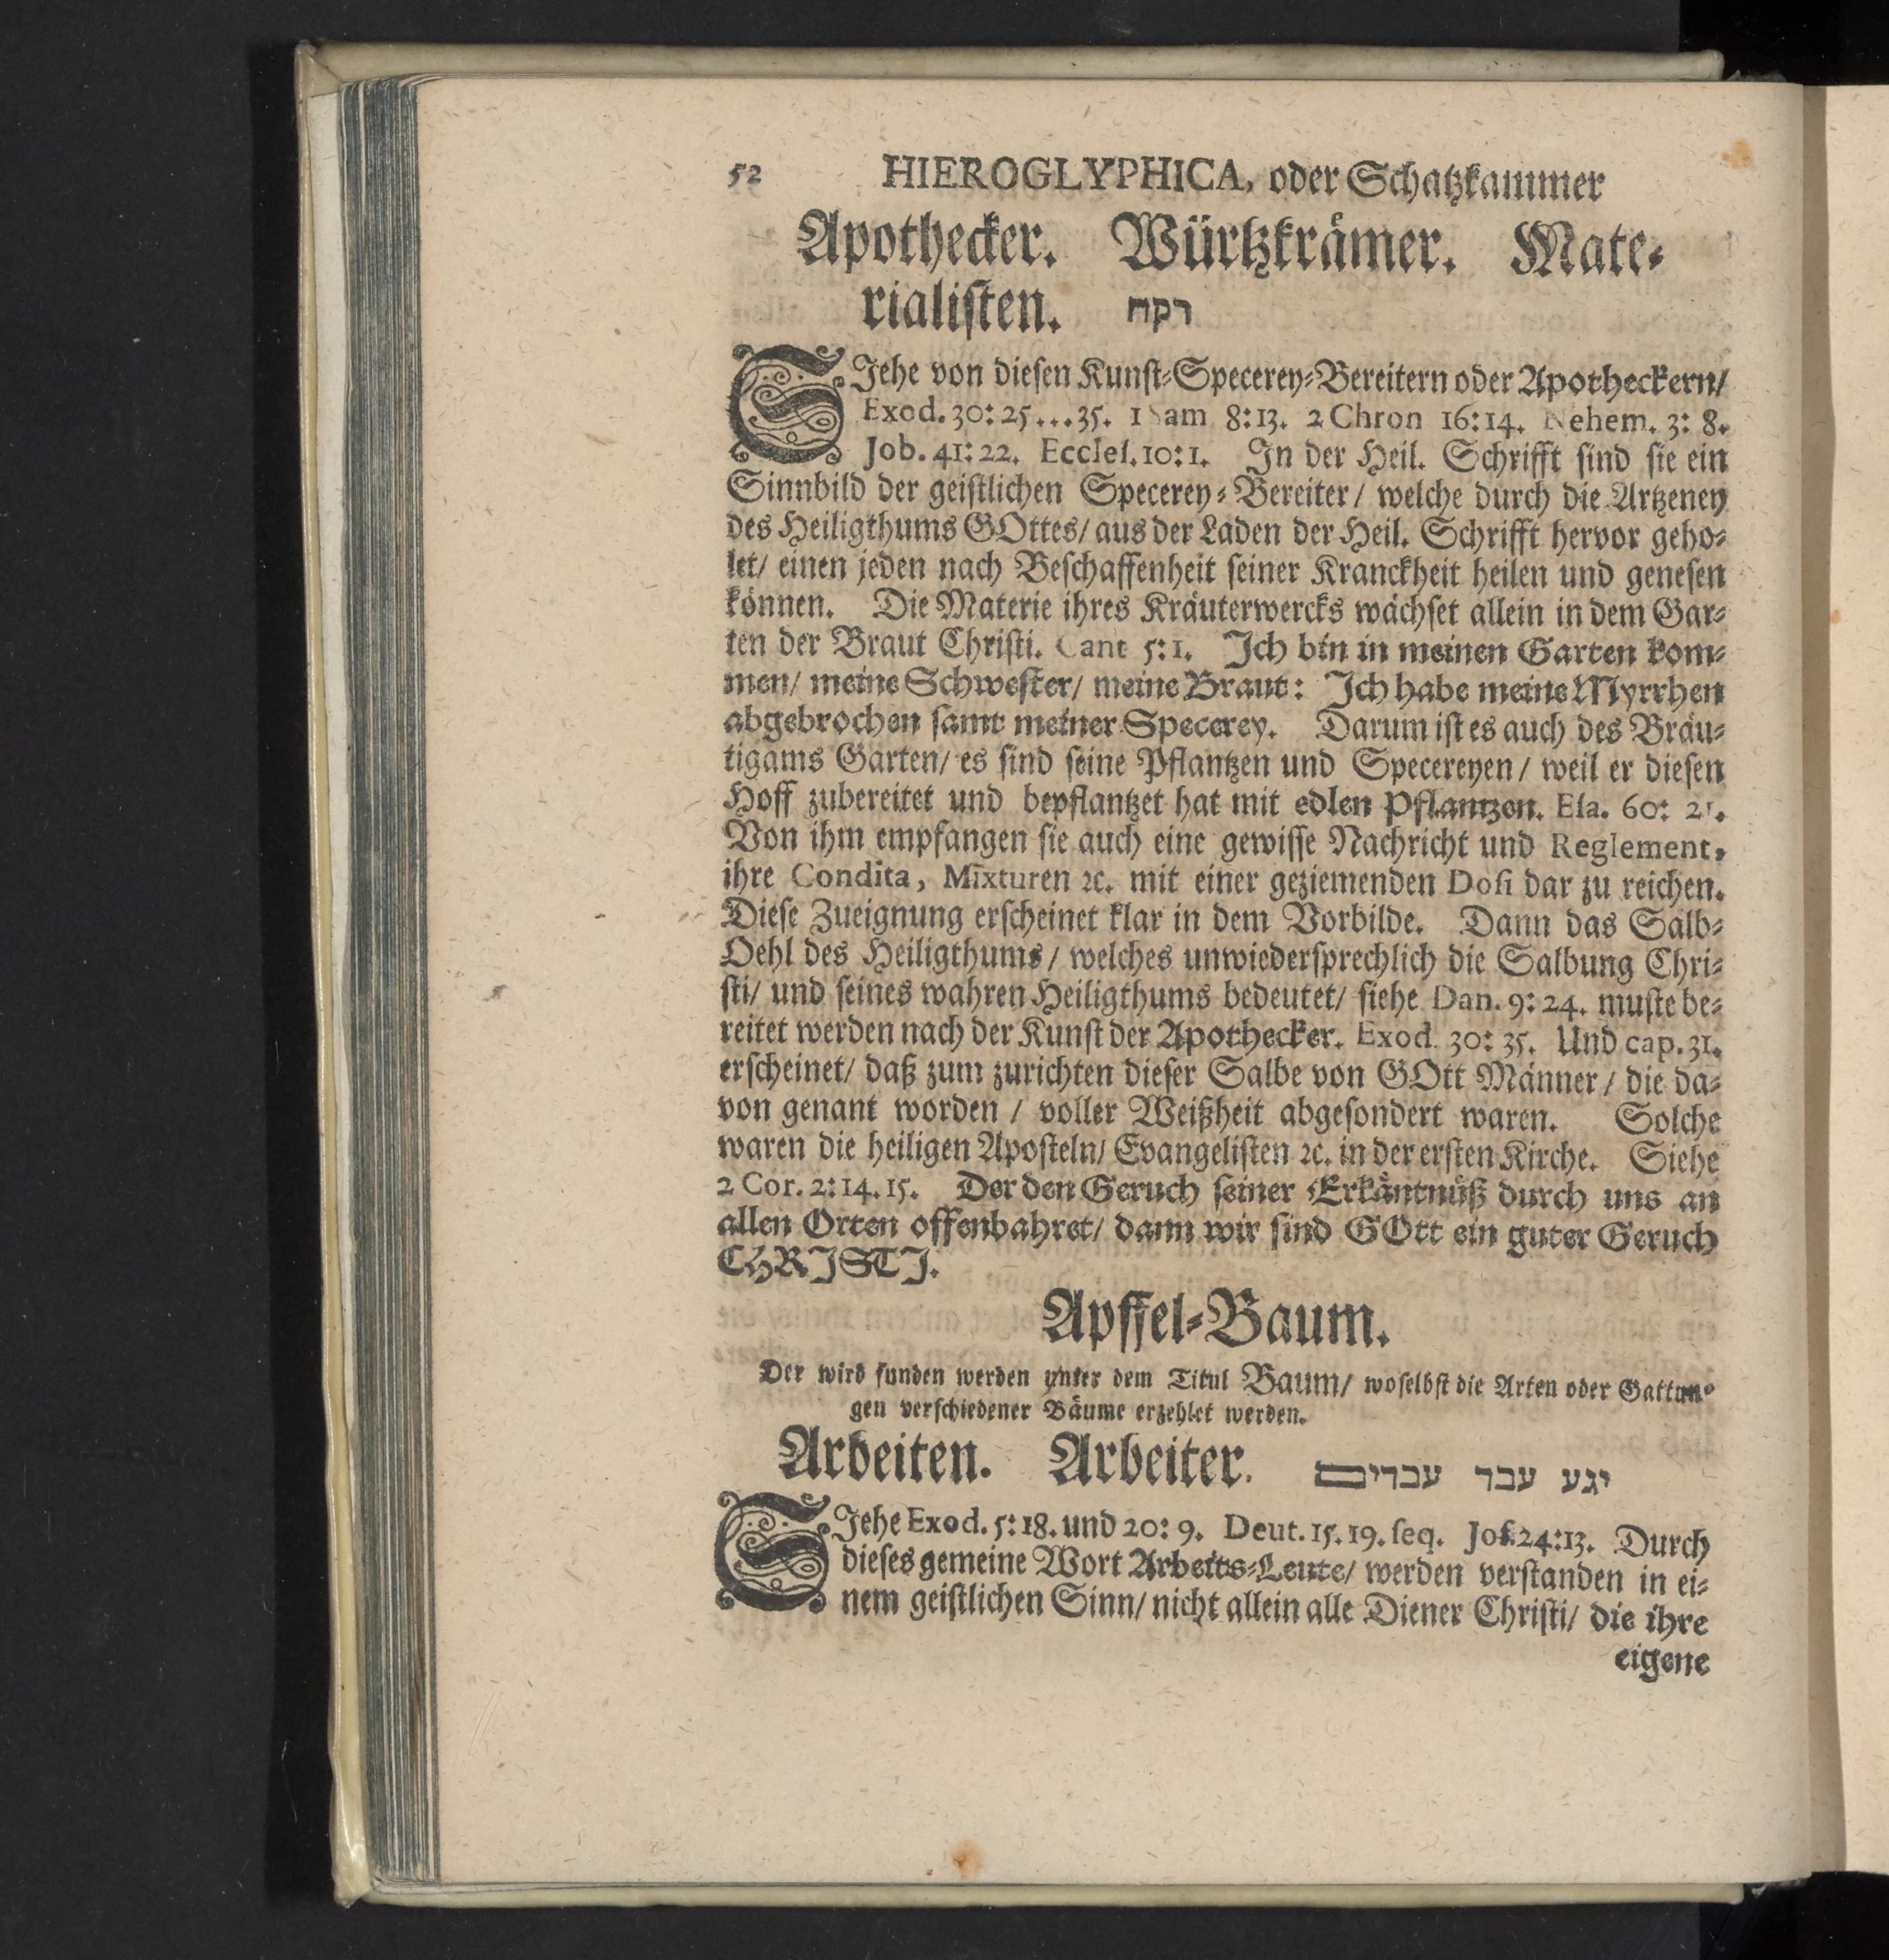 52 HIEROGLYPHICA, oder Schatzkammer
Apothecker. Würtzkrämer. Mate-
rialisten. רקח
SJehe von diesen Kunst-Specerey-Bereitern oder Apotheckern/
Exod. 30: 25...35. 1 Sam 8:13. 2 Chron 16:14. Nehem. 3: 8.
Job. 41: 22. Eccles. 10: 1. In der Heil. Schrifft sind sie ein
Sinnbild der geistlichen Specerey-Bereiter/ welche durch die Artzeney
des Heiligthums GOttes/ aus der Laden der Heil. Schrifft hervor geho-
let/ einen jeden nach Beschaffenheit seiner Kranckheit heilen und genesen
können. Die Materie ihres Kräuterwercks wächset allein in dem Gar-
ten der Braut Christi. Cant 5: 1. Ich bin in meinen Garten kom-
men/ meine Schwester/ meine Braut: Ich habe meine Myrrhen
abgebrochen samt meiner Specerey. Darum ist es auch des Bräu-
tigams Garten/ es sind seine Pflantzen und Specereyen/ weil er diesen
Hoff zubereitet und bepflantzet hat mit edlen Pflantzen. Esa. 60: 21.
Von ihm empfangen sie auch eine gewisse Nachricht und Reglement,
ihre Condita, Mixturen ꝛc. mit einer geziemenden Dosi dar zu reichen.
Diese Zueignung erscheinet klar in dem Vorbilde. Dann das Salb-
Oehl des Heiligthums/ welches unwiedersprechlich die Salbung Chri-
sti/ und seines wahren Heiligthums bedeutet/ siehe Dan. 9: 24. muste be-
reitet werden nach der Kunst der Apothecker. Exod. 30: 35. Und cap. 31.
erscheinet/ daß zum zurichten dieser Salbe von GOtt Männer/ die da-
von genant worden/ voller Weißheit abgesondert waren. Solche
waren die heiligen Aposteln/ Evangelisten ꝛc. in der ersten Kirche. Siehe
2 Cor. 2: 14. 15. Der den Geruch seiner Erkäntnüß durch uns an
allen Orten offenbahret/ dann wir sind GOtt ein guter Geruch
CHRJSTJ.
Apffel-Baum.
Der wird funden werden unter dem Titul Baum/ woselbst die Arten oder Gattun-
gen verschiedener Bäume erzehlet werden.
Arbeiten. Arbeiter. יגע עבר עברים
SJehe Exod. 5: 18. und 20: 9. Deut. 15. 19. seq. Jos. 24: 13. Durch
dieses gemeine Wort Arbeits-Leute/ werden verstanden in ei-
nem geistlichen Sinn/ nicht allein alle Diener Christi/ die ihre
eigene